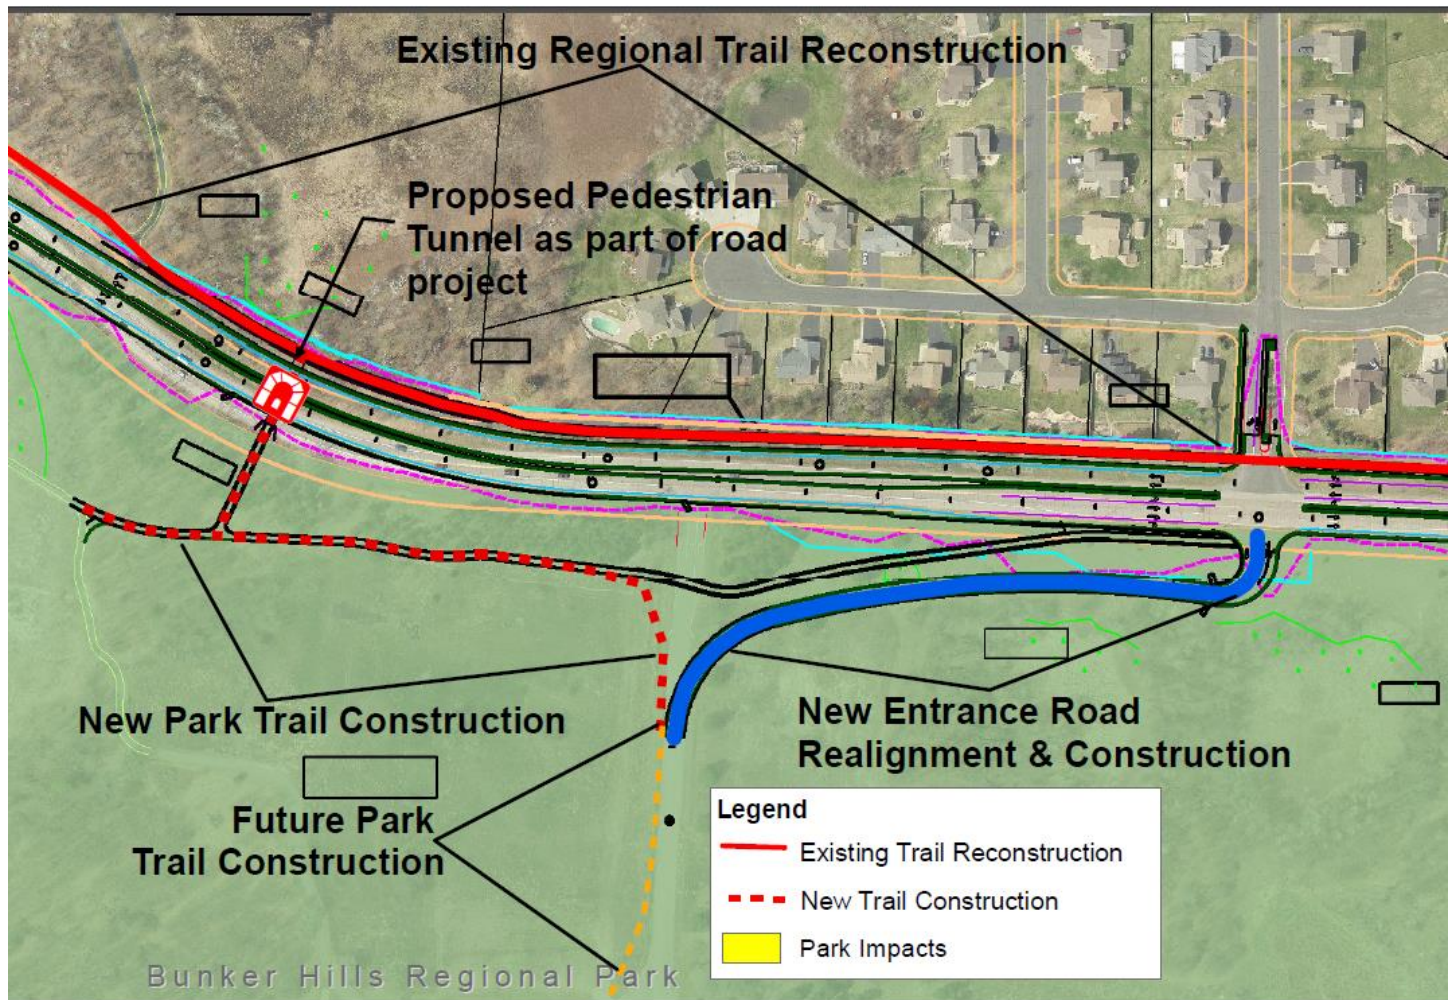 Existing Regional Trail Reconstruction
Proposed Pedestrian
Tunnel as part of road
project
New Park Trail Construction
New Entrance Road
Realignment & Construction
Future Park
Trail Construction
Legend
Existing Trail Reconstruction
New Trail Construction
Park Impacts
Bunker Hills Regional Park